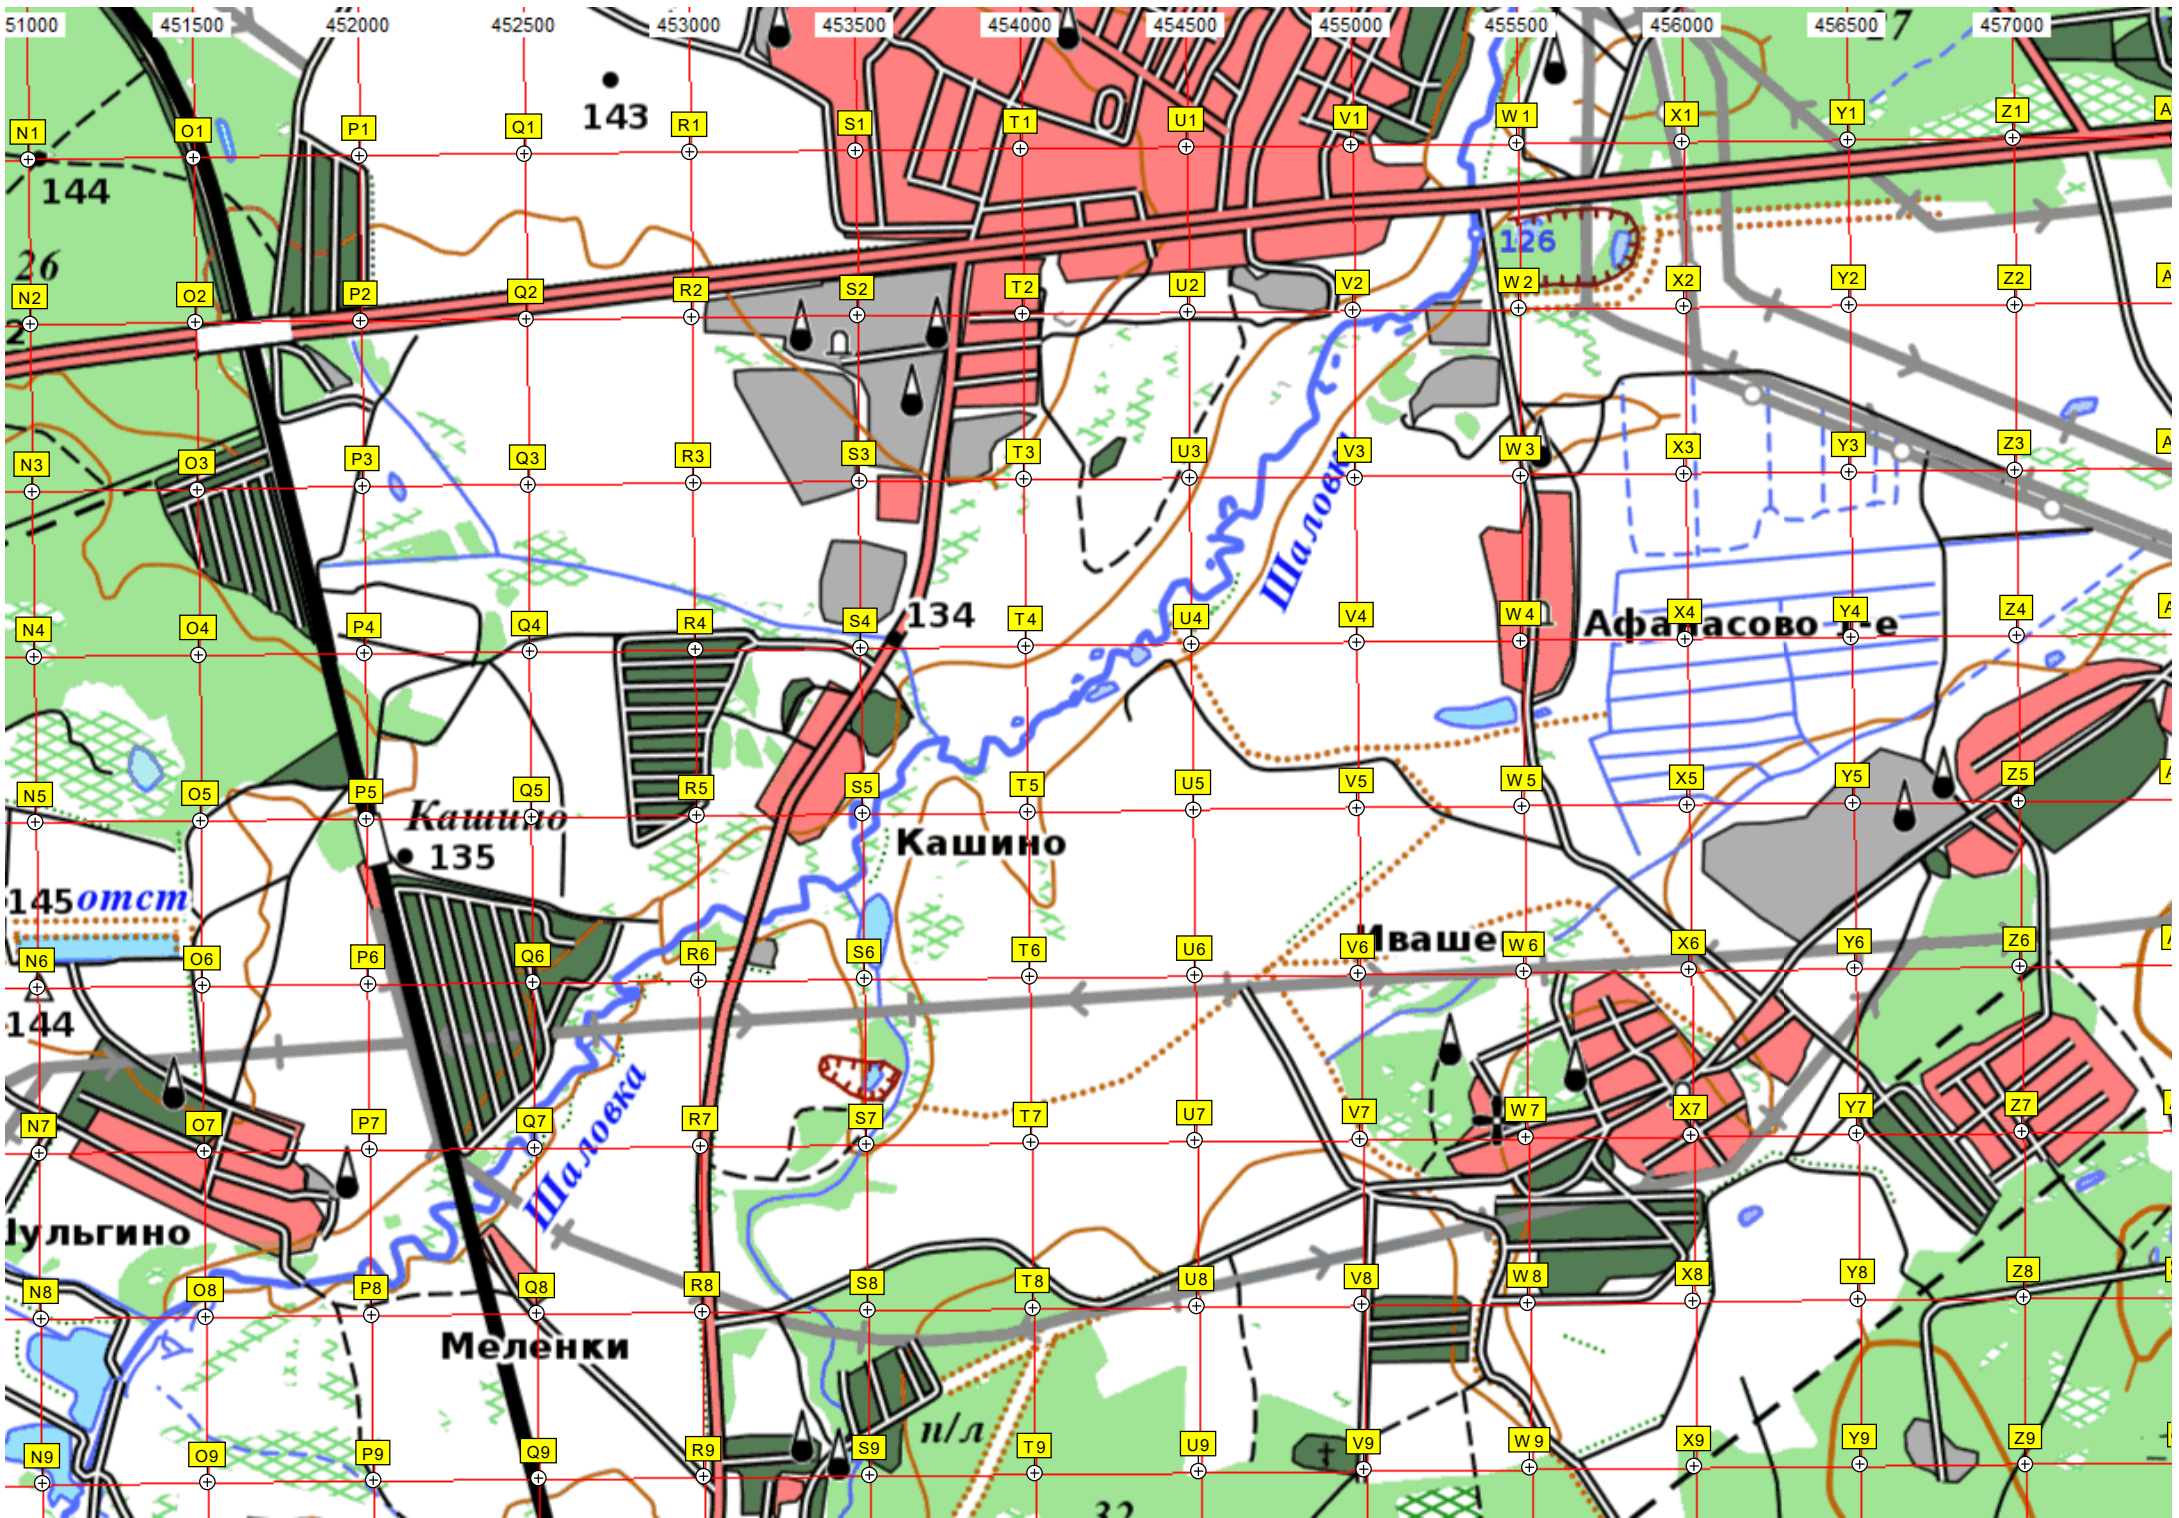 51000 451500 452000 452500 453000 453500 454000 454500 455000 455500 456000 456500 457000
143
N1 O1 P1 Q1 R1 S1 T1 U1 V1 W1 X1 Y1 Z1
144
26
126
N2 O2 P2 Q2 R2 S2 T2 U2 V2 W2 X2 Y2 Z2
N3 O3 P3 Q3 R3 S3 T3 U3 V3 W3 X3 Y3 Z3
Шаловка
134
N4 O4 P4 Q4 R4 S4 T4 U4 V4 W4 X4 Y4 Z4
N5 O5 P5 Q5 R5 S5 T5 U5 V5 W5 X5 Y5 Z5
Кашино
Кашино
135
145 отст
N6 O6 P6 Q6 R6 S6 T6 U6 V6 W6 X6 Y6 Z6
144
Шаловка
N7 O7 P7 Q7 R7 S7 T7 U7 V7 W7 X7 Y7 Z7
N8 O8 P8 Q8 R8 S8 T8 U8 V8 W8 X8 Y8 Z8
Меленки
п/л
N9 O9 P9 Q9 R9 S9 T9 U9 V9 W9 X9 Y9 Z9
32